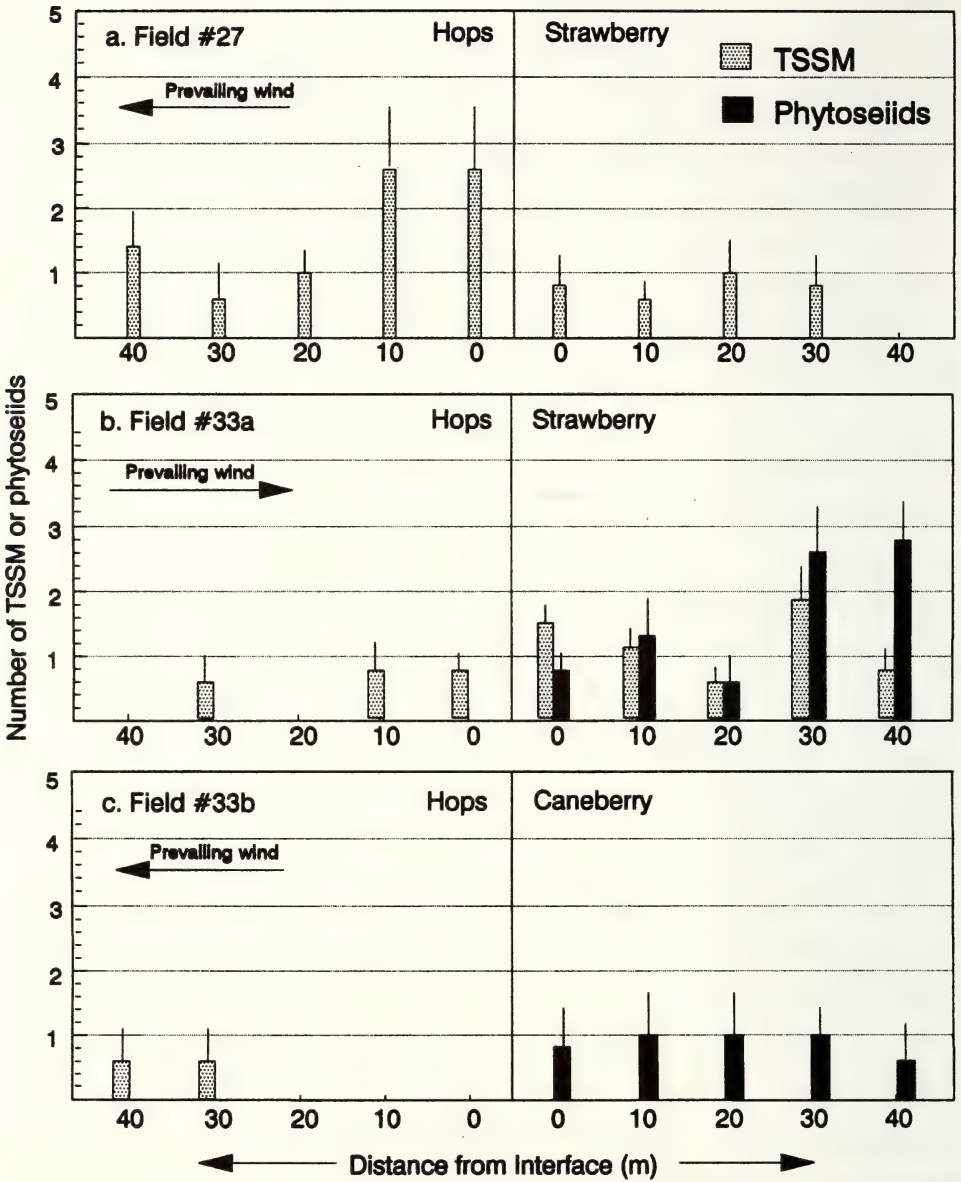 Number of TSSM or phytoseiids
5
a. Field #27
Hops
Strawberry
TSSM
Phytoseiids
4
Prevailing wind
3
2
1
40 30 20 10 0 0 10 20 30 40
5
b. Field #33a
Hops
Strawberry
4
Prevailing wind
3
2
1
40 30 20 10 0 0 10 20 30 40
5
c. Field #33b
Hops
Caneberry
4
Prevailing wind
3
2
1
40 30 20 10 0 0 10 20 30 40
Distance from Interface (m)